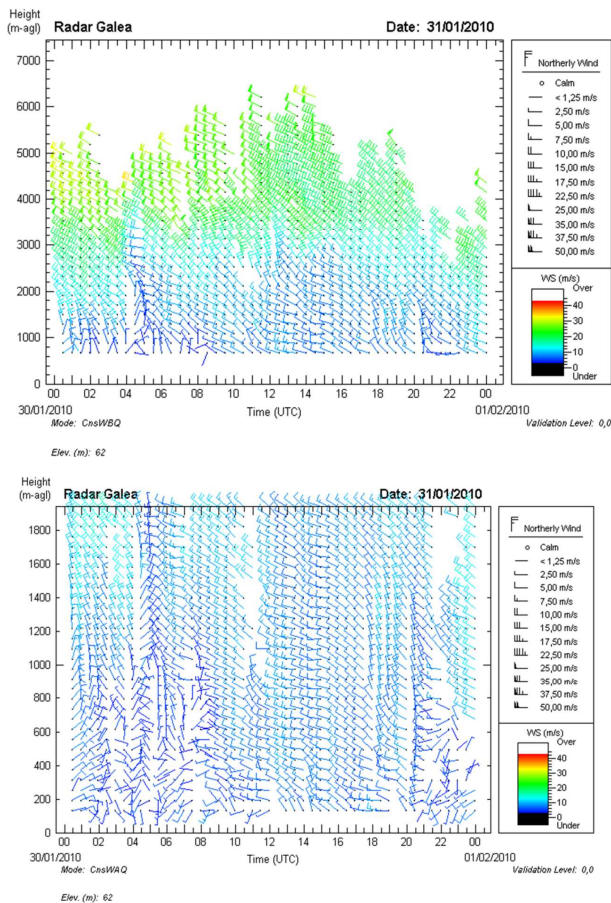 Height
(m-agl)
Radar Galea
Date: 31/01/2010
7000
6000
5000
4000
3000
2000
1000
0
00 02 04 06 08 10 12 14 16 18 20 22 00
30/01/2010
Time (UTC)
01/02/2010
Mode: CnsWBQ
Validation Level: 0,0
Elev. (m): 62
Northerly Wind
Calm
< 1,25 m/s
2,50 m/s
5,00 m/s
7,50 m/s
10,00 m/s
15,00 m/s
17,50 m/s
22,50 m/s
25,00 m/s
35,00 m/s
37,50 m/s
50,00 m/s
WS (m/s)
Over
40
30
20
10
0
Under
Height
(m-agl)
Radar Galea
Date: 31/01/2010
1800
1600
1400
1200
1000
800
600
400
200
0
00 02 04 06 08 10 12 14 16 18 20 22 00
30/01/2010
Time (UTC)
01/02/2010
Mode: CnsWAQ
Validation Level: 0,0
Elev. (m): 62
Northerly Wind
Calm
< 1,25 m/s
2,50 m/s
5,00 m/s
7,50 m/s
10,00 m/s
15,00 m/s
17,50 m/s
22,50 m/s
25,00 m/s
35,00 m/s
37,50 m/s
50,00 m/s
WS (m/s)
Over
40
30
20
10
0
Under